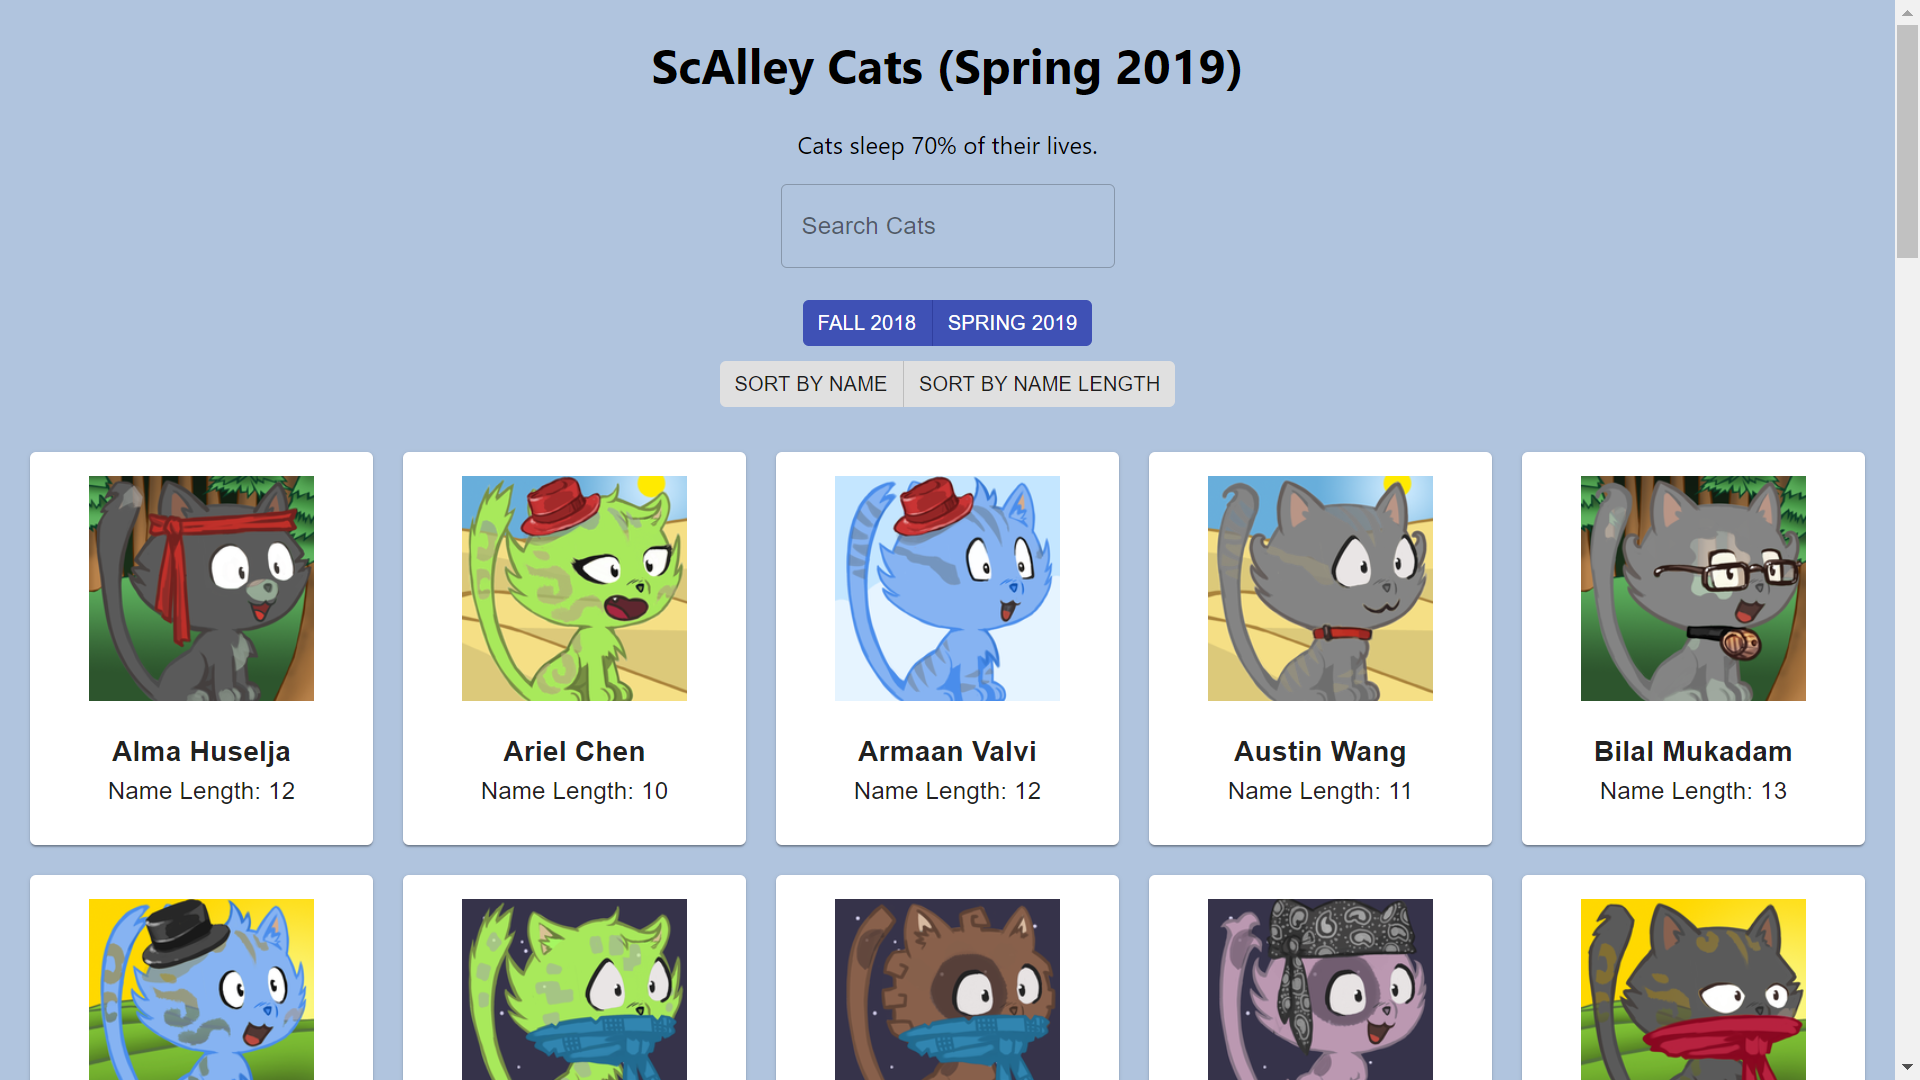 ScAlley Cats (Spring 2019)
Cats sleep 70% of their lives.
Search Cats
FALL 2018 SPRING 2019
SORT BY NAME SORT BY NAME LENGTH
Alma Huselja
Name Length: 12
Ariel Chen
Name Length: 10
Armaan Valvi
Name Length: 12
Austin Wang
Name Length: 11
Bilal Mukadam
Name Length: 13